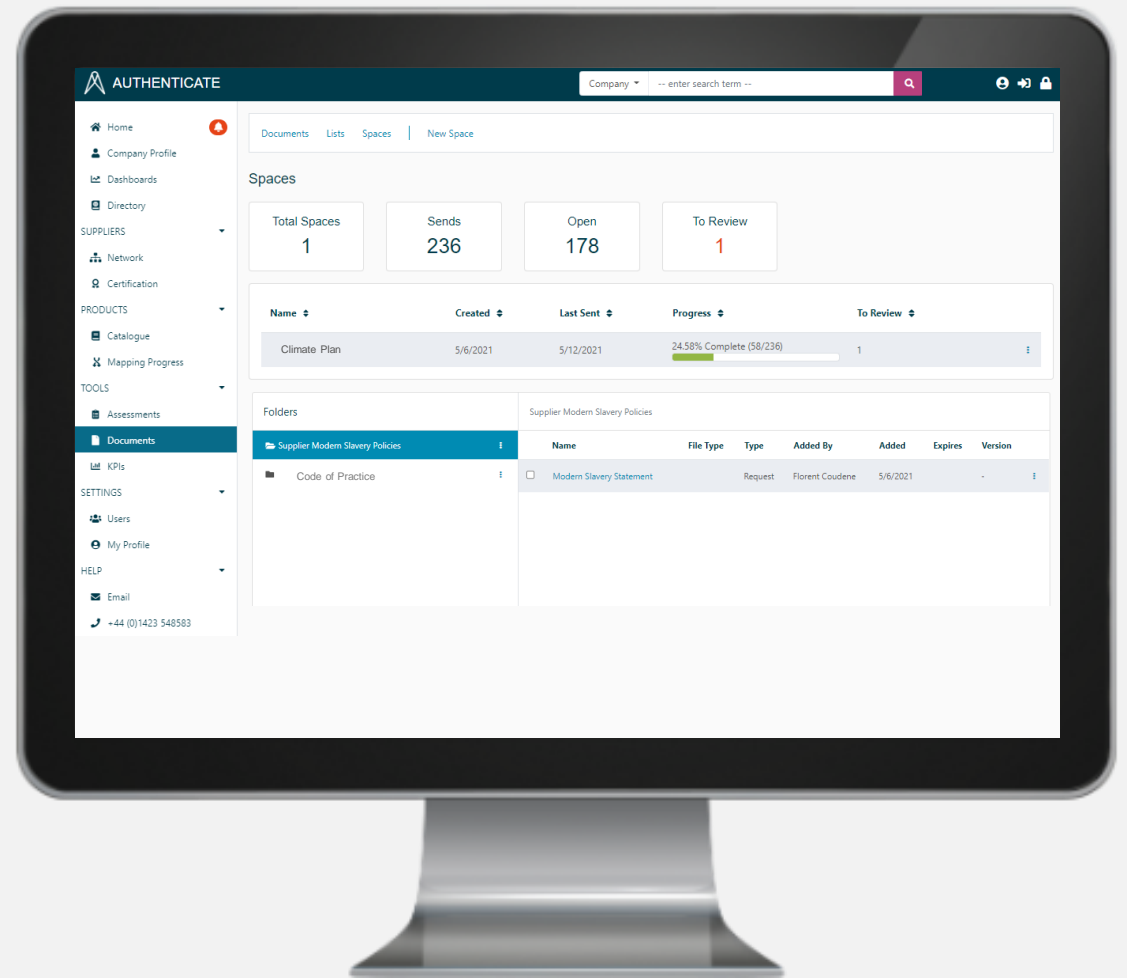 AUTHENTICATE
Company
-- enter search term --
Home
Company Profile
Dashboards
Directory
SUPPLIERS
Network
Certification
PRODUCTS
Catalogue
Mapping Progress
TOOLS
Assessments
Documents
KPIs
SETTINGS
Users
My Profile
HELP
Email
+44 (0)1423 548583
Documents Lists Spaces | New Space
Spaces
Total Spaces Sends Open To Review
1 236 178 1
Name Created Last Sent Progress To Review
Climate Plan 5/6/2021 5/12/2021 24.58% Complete (58/236) 1
Folders
Supplier Modern Slavery Policies
Code of Practice
Supplier Modern Slavery Policies
Name File Type Type Added By Added Expires Version
Modern Slavery Statement Request Florent Coudene 5/6/2021 -